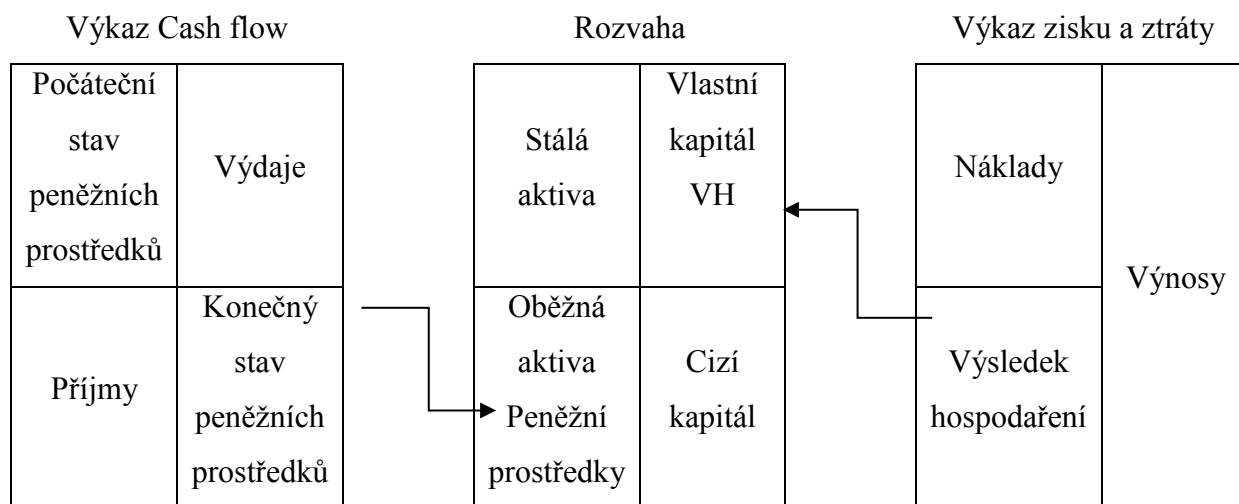 Výkaz Cash flow
Rozvaha
Výkaz zisku a ztráty
Počáteční
stav
peněžních
prostředků
Výdaje
Příjmy
Konečný
stav
peněžních
prostředků
Stálá
aktiva
Vlastní
kapitál
VH
Oběžná
aktiva
Peněžní
prostředky
Cizí
kapitál
Náklady
Výsledek
hospodaření
Výnosy